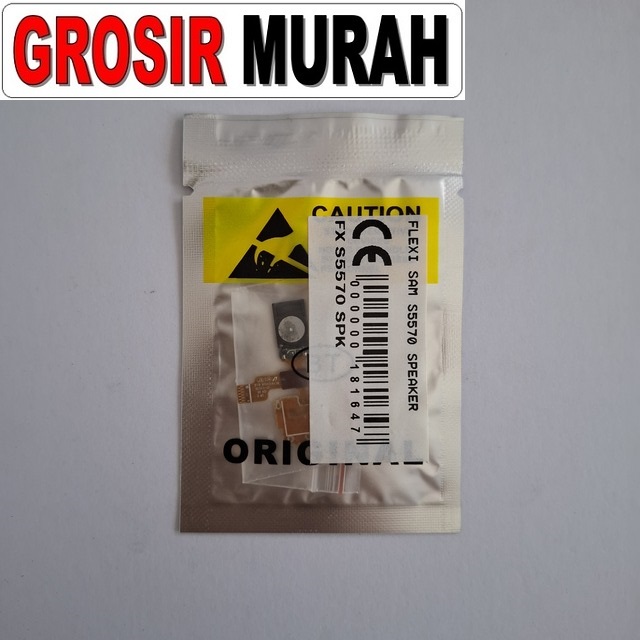 GROSIR MURAH
CAUTION
FLEXI SAM S5570 SPEAKER
000000 181647
FX S5570 SPK
ORIGINAL